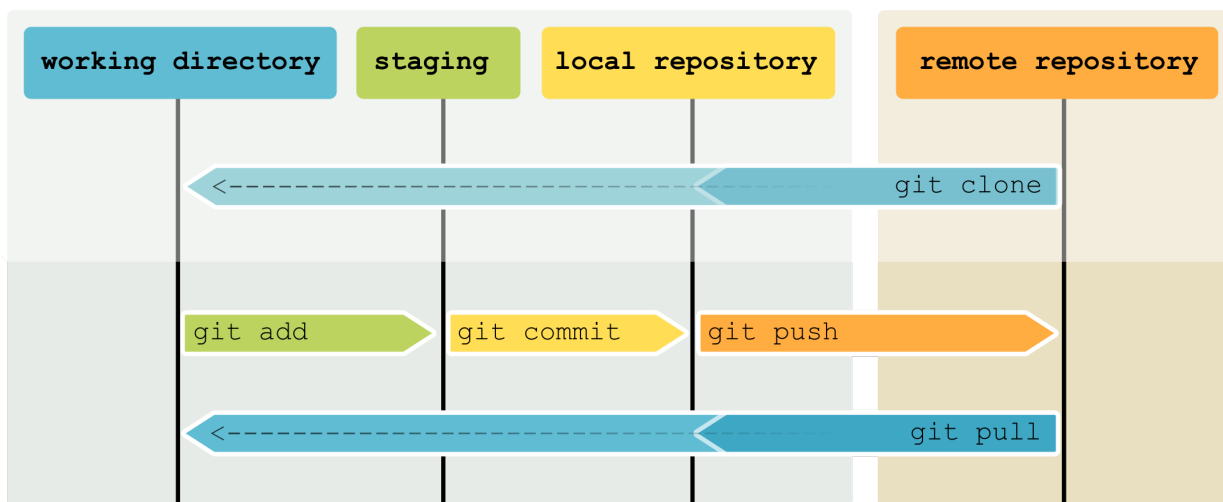 working directory
staging
local repository
remote repository
<--------------------------------------- git clone
git add
git commit
git push
<--------------------------------------- git pull